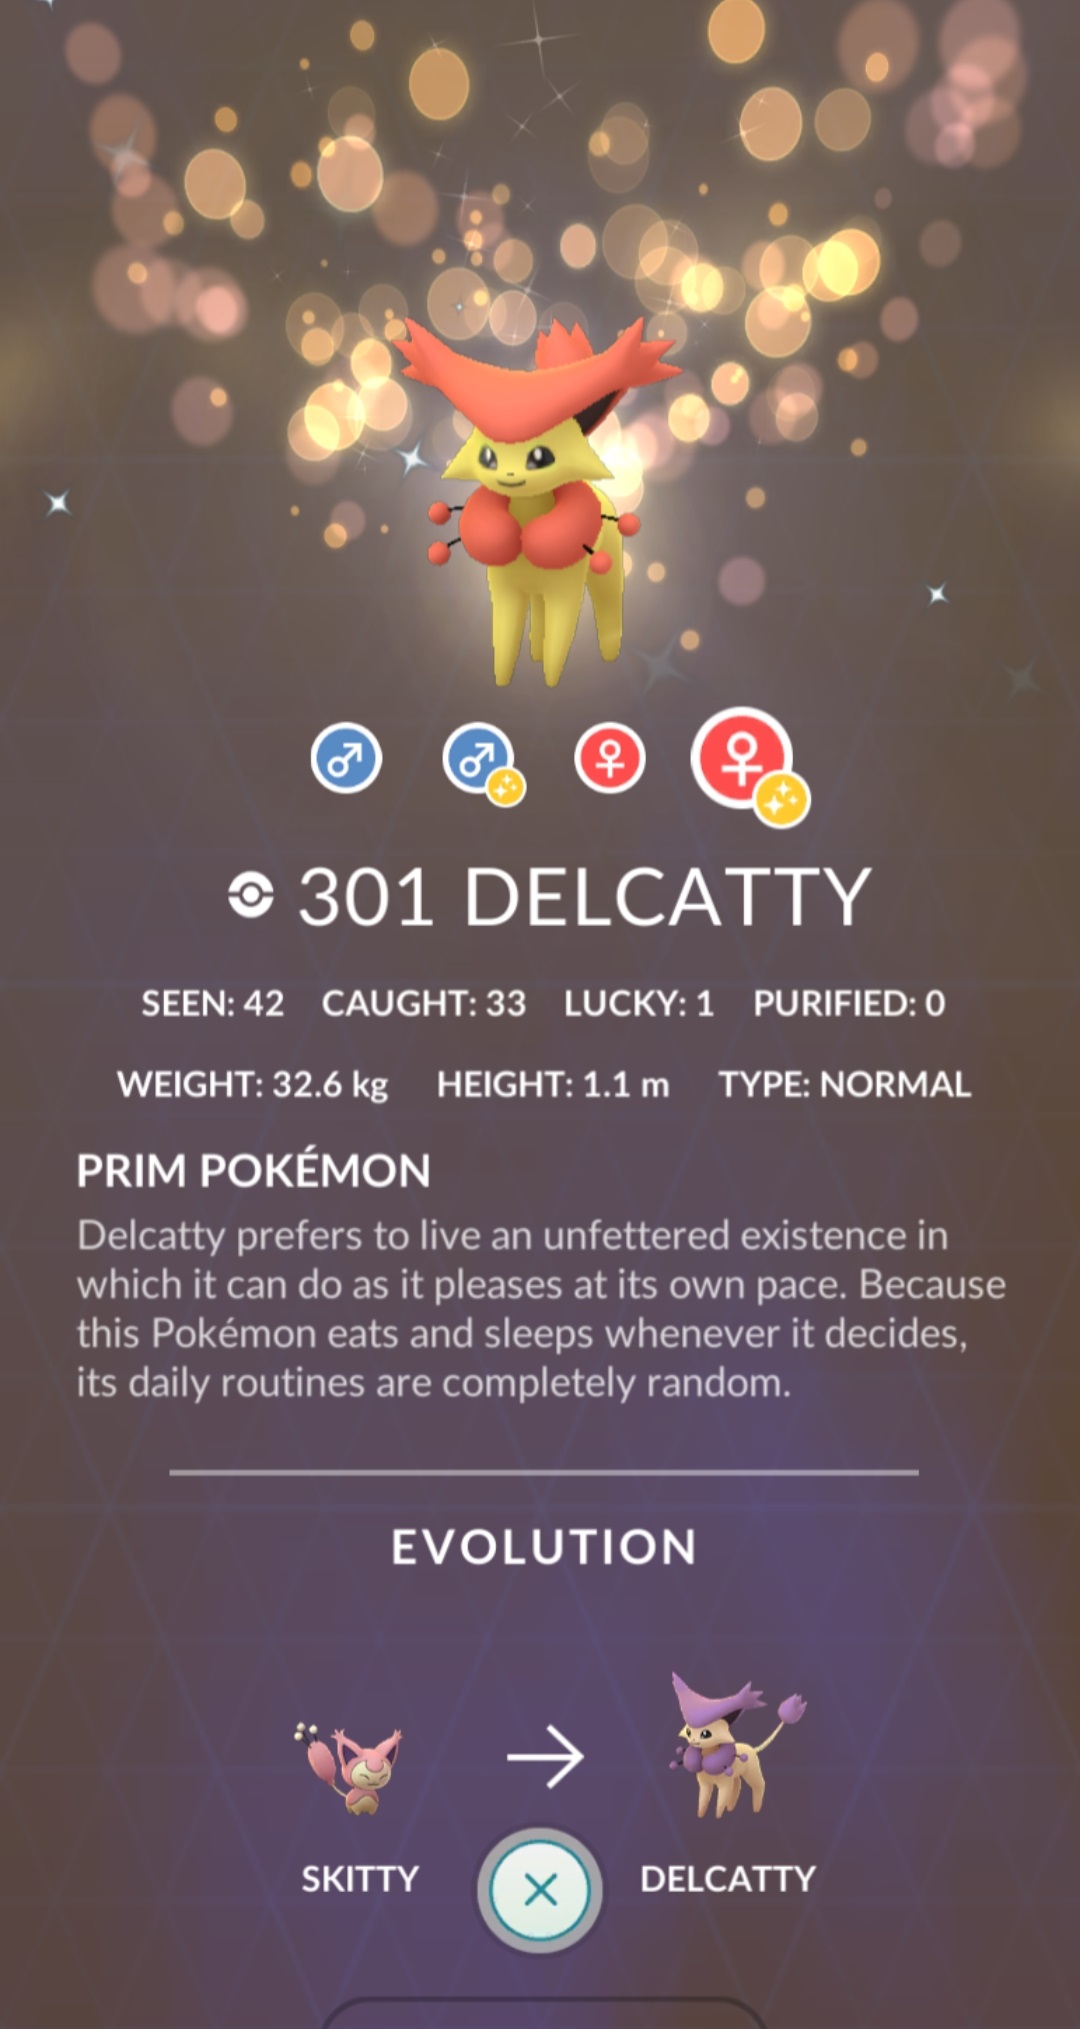 301 DELCATTY
SEEN: 42 CAUGHT: 33 LUCKY: 1 PURIFIED: 0
WEIGHT: 32.6 kg HEIGHT: 1.1 m TYPE: NORMAL
PRIM POKÉMON
Delcatty prefers to live an unfettered existence in
which it can do as it pleases at its own pace. Because
this Pokémon eats and sleeps whenever it decides,
its daily routines are completely random.
EVOLUTION
SKITTY DELCATTY